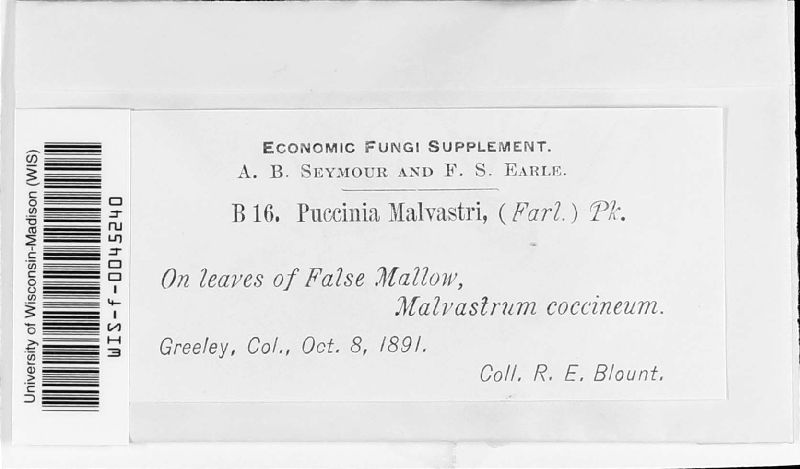 University of Wisconsin-Madison (WIS)
WIS-f-0045240
ECONOMIC FUNGI SUPPLEMENT.
A. B. SEYMOUR AND F. S. EARLE.
B 16. Puccinia Malvastri, (Farl.) Pk.
On leaves of False Mallow,
Malvastrum coccineum.
Greeley, Col., Oct. 8, 1891.
Coll. R. E. Blount.